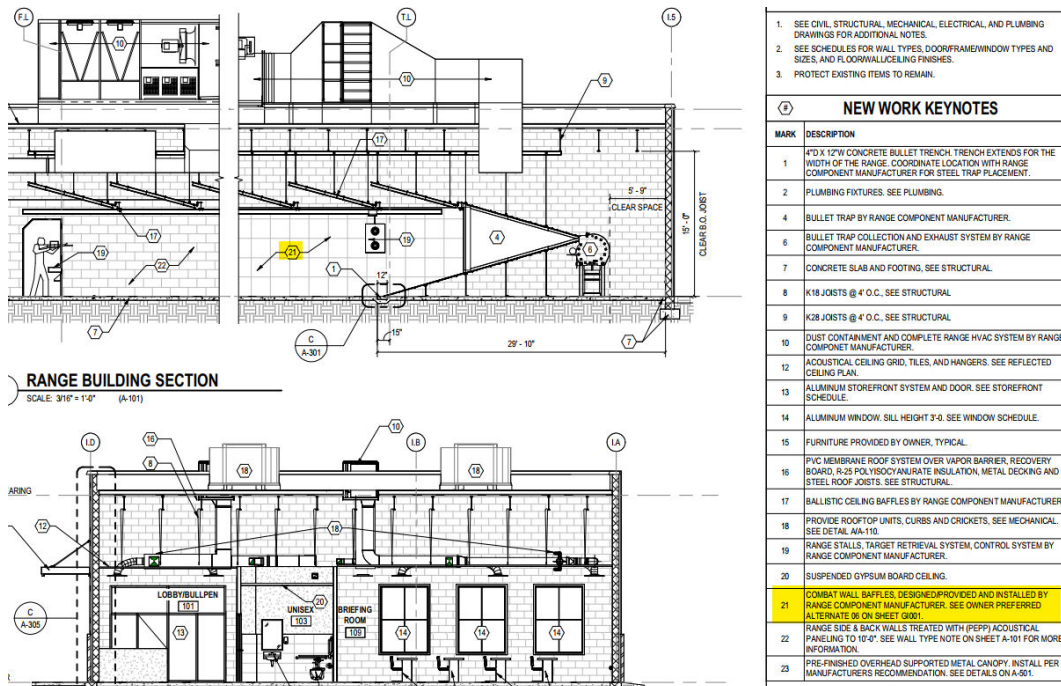 F.L
T.L
I.5
10
10
9
17
5' - 9"
CLEAR SPACE
15' - 0"
CLEAR B.O. JOIST
4
21
19
6
17
19
22
1
12"
7
C
A-301
15"
29' - 10"
7
RANGE BUILDING SECTION
SCALE: 3/16" = 1'-0" (A-101)
I.D
16
10
I.B
I.A
8
18
18
ARING
12
18
LOBBY/BULLPEN
101
UNISEX
103
20
BRIEFING
ROOM
109
C
A-305
13
14
14
14
1. SEE CIVIL, STRUCTURAL, MECHANICAL, ELECTRICAL, AND PLUMBING
DRAWINGS FOR ADDITIONAL NOTES.
2. SEE SCHEDULES FOR WALL TYPES, DOOR/FRAME/WINDOW TYPES AND
SIZES, AND FLOOR/WALL/CEILING FINISHES.
3. PROTECT EXISTING ITEMS TO REMAIN.
# NEW WORK KEYNOTES
MARK DESCRIPTION
1 4"D X 12"W CONCRETE BULLET TRENCH. TRENCH EXTENDS FOR THE
WIDTH OF THE RANGE. COORDINATE LOCATION WITH RANGE
COMPONENT MANUFACTURER FOR STEEL TRAP PLACEMENT.
2 PLUMBING FIXTURES. SEE PLUMBING.
4 BULLET TRAP BY RANGE COMPONENT MANUFACTURER.
6 BULLET TRAP COLLECTION AND EXHAUST SYSTEM BY RANGE
COMPONENT MANUFACTURER.
7 CONCRETE SLAB AND FOOTING, SEE STRUCTURAL.
8 K18 JOISTS @ 4' O.C., SEE STRUCTURAL
9 K28 JOISTS @ 4' O.C., SEE STRUCTURAL
10 DUST CONTAINMENT AND COMPLETE RANGE HVAC SYSTEM BY RANGE
COMPONET MANUFACTURER.
12 ACOUSTICAL CEILING GRID, TILES, AND HANGERS. SEE REFLECTED
CEILING PLAN.
13 ALUMINUM STOREFRONT SYSTEM AND DOOR. SEE STOREFRONT
SCHEDULE.
14 ALUMINUM WINDOW. SILL HEIGHT 3'-0. SEE WINDOW SCHEDULE.
15 FURNITURE PROVIDED BY OWNER, TYPICAL.
16 PVC MEMBRANE ROOF SYSTEM OVER VAPOR BARRIER, RECOVERY
BOARD, R-25 POLYISOCYANURATE INSULATION, METAL DECKING AND
STEEL ROOF JOISTS. SEE STRUCTURAL.
17 BALLISTIC CEILING BAFFLES BY RANGE COMPONENT MANUFACTURER
18 PROVIDE ROOFTOP UNITS, CURBS AND CRICKETS, SEE MECHANICAL.
SEE DETAIL A/A-110.
19 RANGE STALLS, TARGET RETRIEVAL SYSTEM, CONTROL SYSTEM BY
RANGE COMPONENT MANUFACTURER.
20 SUSPENDED GYPSUM BOARD CEILING.
21 COMBAT WALL BAFFLES, DESIGNED/PROVIDED AND INSTALLED BY
RANGE COMPONENT MANUFACTURER. SEE OWNER PREFERRED
ALTERNATE 06 ON SHEET GI001.
22 RANGE SIDE & BACK WALLS TREATED WITH (PEPP) ACOUSTICAL
PANELING TO 10'-0". SEE WALL TYPE NOTE ON SHEET A-101 FOR MORE
INFORMATION.
23 PRE-FINISHED OVERHEAD SUPPORTED METAL CANOPY. INSTALL PER
MANUFACTURERS RECOMMENDATION. SEE DETAILS ON A-501.